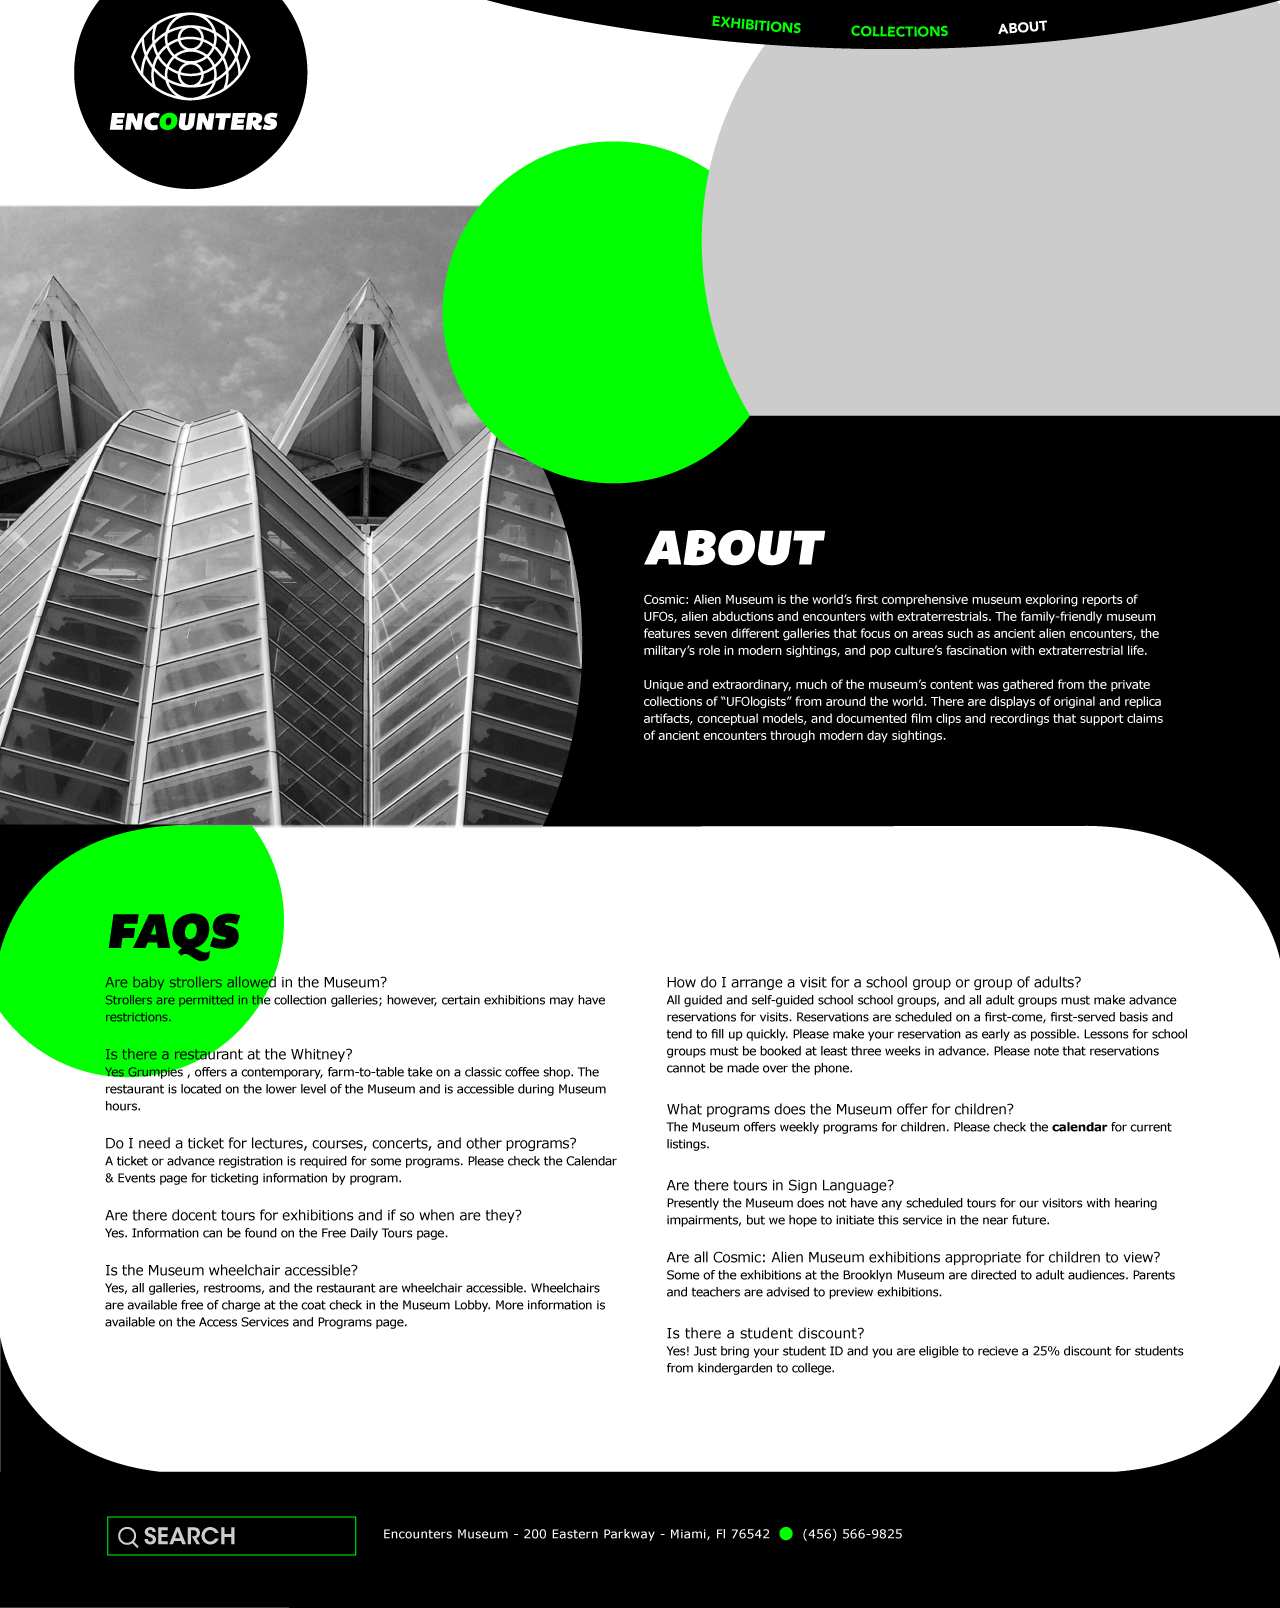 EXHIBITIONS
COLLECTIONS
ABOUT
ENCOUNTERS
ABOUT
Cosmic: Alien Museum is the world’s first comprehensive museum exploring reports of
UFOs, alien abductions and encounters with extraterrestrials. The family-friendly museum
features seven different galleries that focus on areas such as ancient alien encounters, the
military’s role in modern sightings, and pop culture’s fascination with extraterrestrial life.
Unique and extraordinary, much of the museum’s content was gathered from the private
collections of “UFOlogists” from around the world. There are displays of original and replica
artifacts, conceptual models, and documented film clips and recordings that support claims
of ancient encounters through modern day sightings.
FAQS
Are baby strollers allowed in the Museum?
Strollers are permitted in the collection galleries; however, certain exhibitions may have
restrictions.
Is there a restaurant at the Whitney?
Yes Grumpies , offers a contemporary, farm-to-table take on a classic coffee shop. The
restaurant is located on the lower level of the Museum and is accessible during Museum
hours.
Do I need a ticket for lectures, courses, concerts, and other programs?
A ticket or advance registration is required for some programs. Please check the Calendar
& Events page for ticketing information by program.
Are there docent tours for exhibitions and if so when are they?
Yes. Information can be found on the Free Daily Tours page.
Is the Museum wheelchair accessible?
Yes, all galleries, restrooms, and the restaurant are wheelchair accessible. Wheelchairs
are available free of charge at the coat check in the Museum Lobby. More information is
available on the Access Services and Programs page.
How do I arrange a visit for a school group or group of adults?
All guided and self-guided school school groups, and all adult groups must make advance
reservations for visits. Reservations are scheduled on a first-come, first-served basis and
tend to fill up quickly. Please make your reservation as early as possible. Lessons for school
groups must be booked at least three weeks in advance. Please note that reservations
cannot be made over the phone.
What programs does the Museum offer for children?
The Museum offers weekly programs for children. Please check the calendar for current
listings.
Are there tours in Sign Language?
Presently the Museum does not have any scheduled tours for our visitors with hearing
impairments, but we hope to initiate this service in the near future.
Are all Cosmic: Alien Museum exhibitions appropriate for children to view?
Some of the exhibitions at the Brooklyn Museum are directed to adult audiences. Parents
and teachers are advised to preview exhibitions.
Is there a student discount?
Yes! Just bring your student ID and you are eligible to recieve a 25% discount for students
from kindergarden to college.
SEARCH
Encounters Museum - 200 Eastern Parkway - Miami, Fl 76542 (456) 566-9825